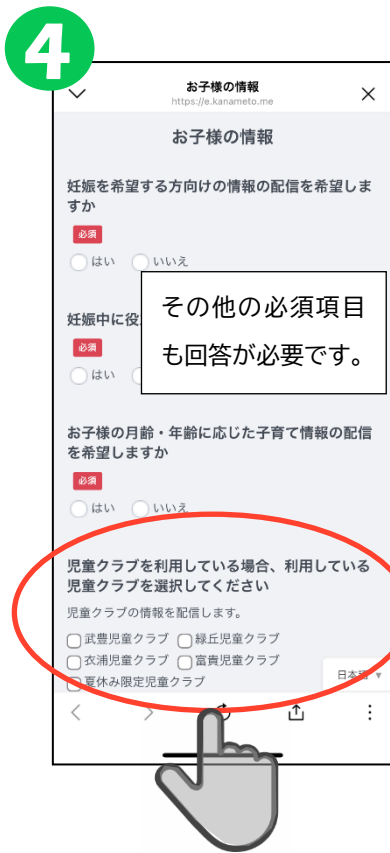 4
お子様の情報
https://e.kanameto.me
お子様の情報
妊娠を希望する方向けの情報の配信を希望しま
すか
必須
はい いいえ
妊娠中に役
必須
はい
その他の必須項目
も回答が必要です。
お子様の月齢・年齢に応じた子育て情報の配信
を希望しますか
必須
はい いいえ
児童クラブを利用している場合、利用している
児童クラブを選択してください
児童クラブの情報を配信します。
武豊児童クラブ 緑丘児童クラブ
衣浦児童クラブ 富貴児童クラブ
夏休み限定児童クラブ
日本語